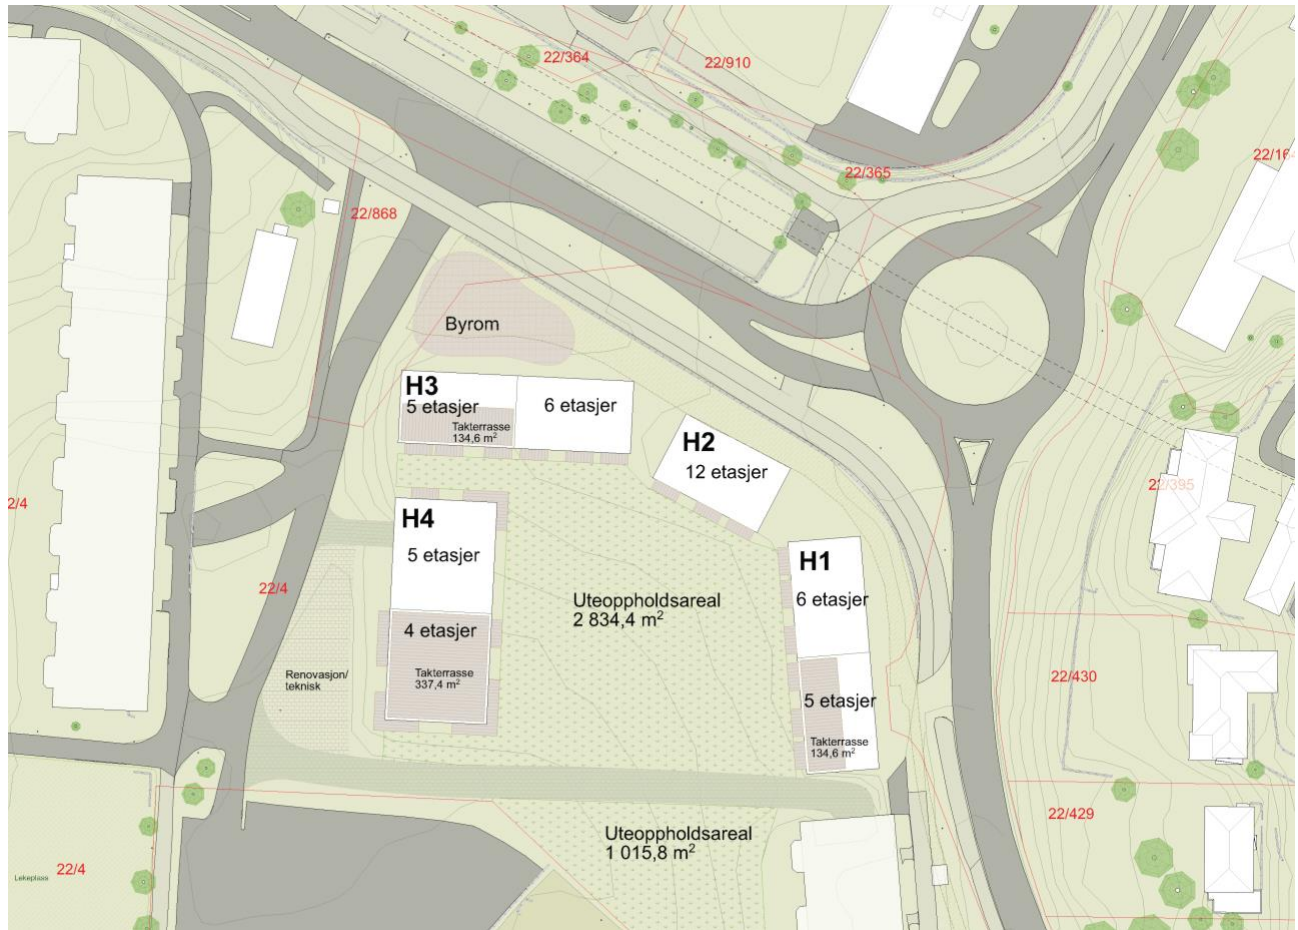 22/364
22/910
22/365
22/16
22/868
Byrom
H3
5 etasjer
6 etasjer
Takterrasse
134,6 m²
H2
12 etasjer
22/395
2/4
H4
5 etasjer
H1
6 etasjer
22/4
Uteoppholdsareal
2 834,4 m²
4 etasjer
Takterrasse
337,4 m²
Renovasjon/
teknisk
22/430
5 etasjer
Takterrasse
134,6 m²
22/429
Uteoppholdsareal
1 015,8 m²
22/4
Lekeplass